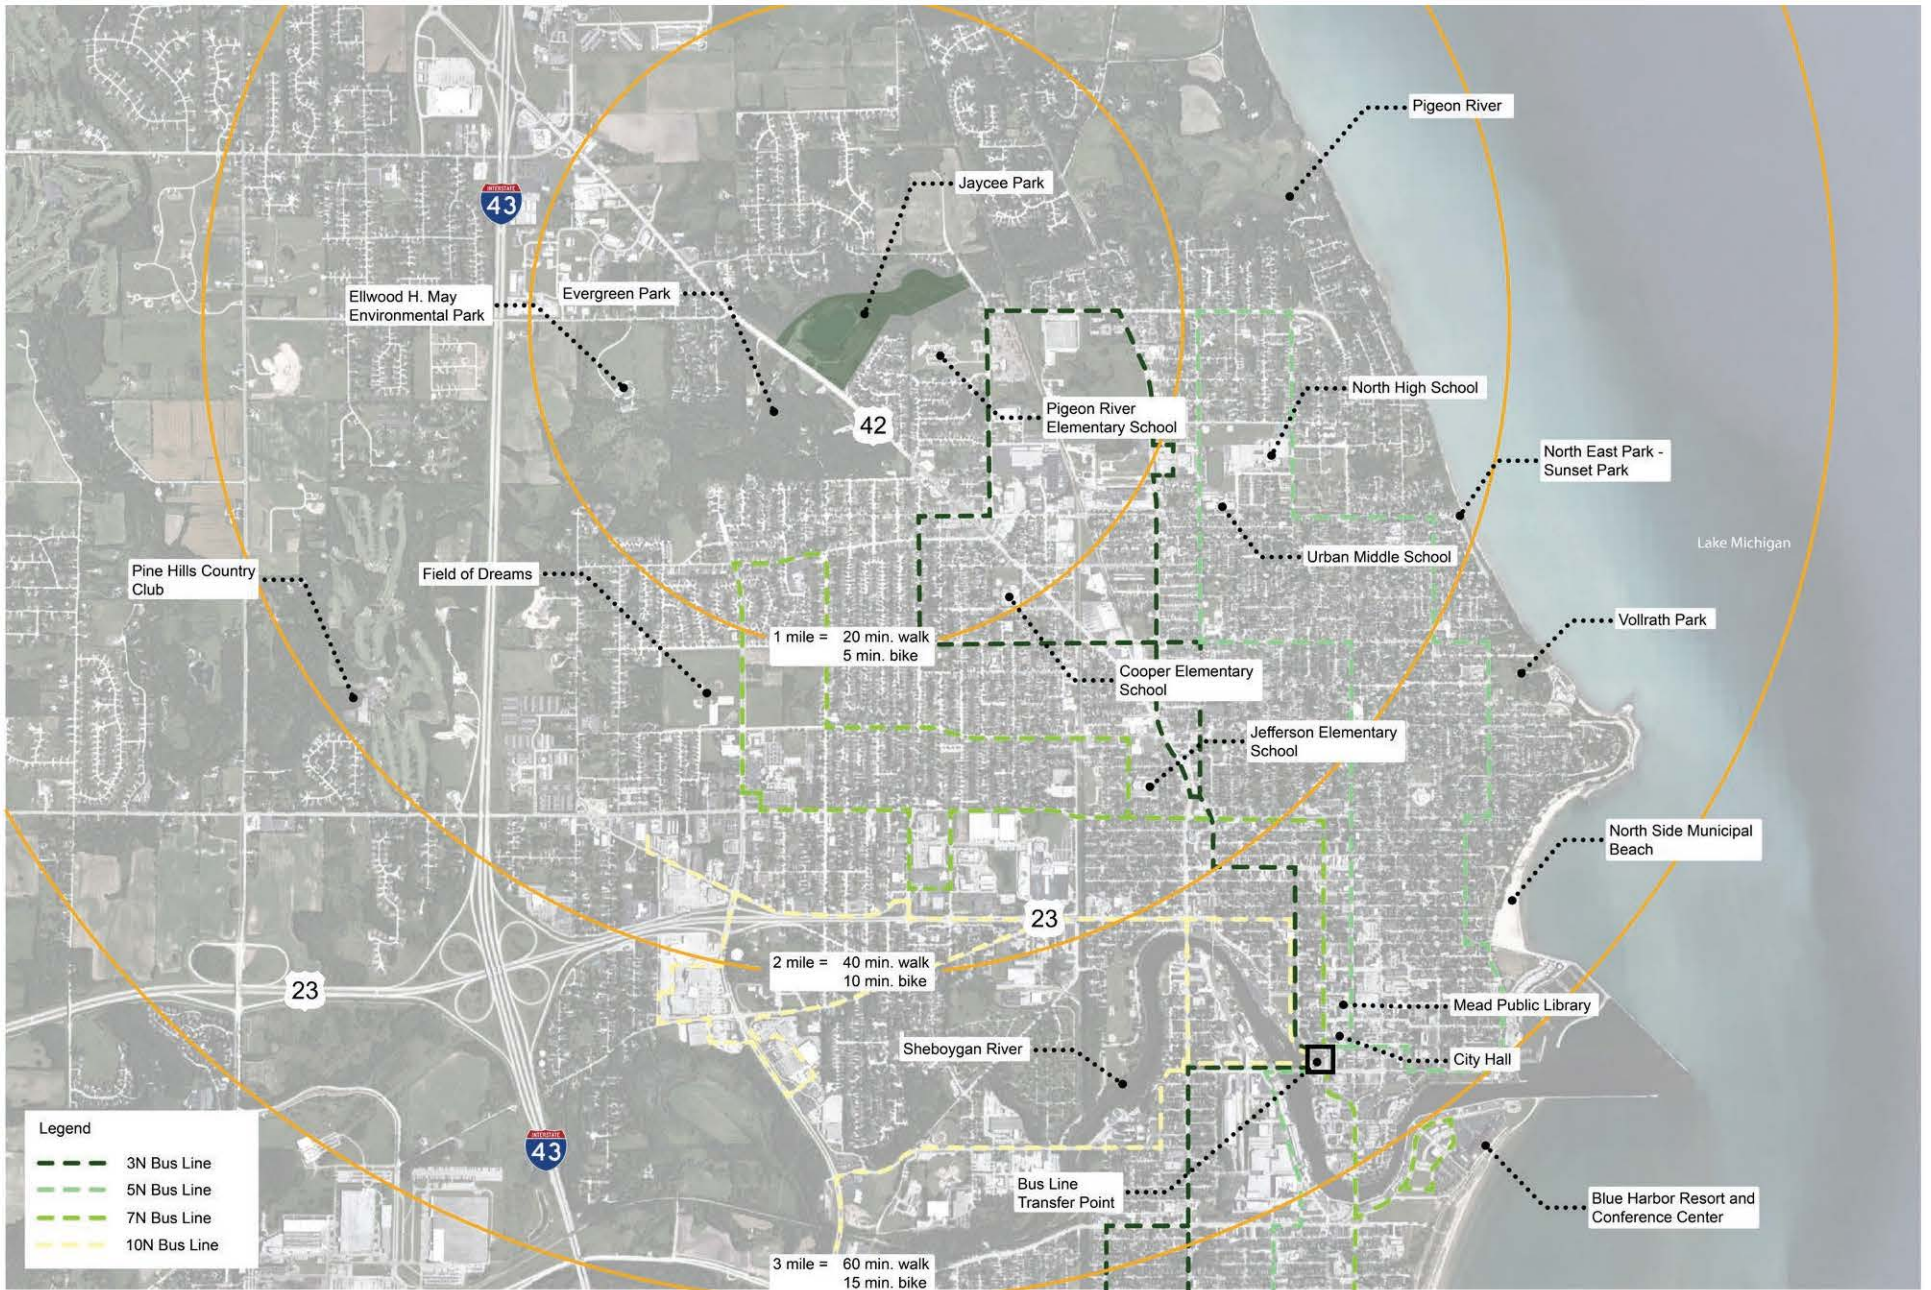 Pigeon River
Jaycee Park
INTERSTATE
43
Ellwood H. May
Environmental Park
Evergreen Park
42
Pigeon River
Elementary School
North High School
North East Park -
Sunset Park
Lake Michigan
Urban Middle School
Pine Hills Country
Club
Field of Dreams
Vollrath Park
1 mile = 20 min. walk
5 min. bike
Cooper Elementary
School
Jefferson Elementary
School
North Side Municipal
Beach
23
2 mile = 40 min. walk
10 min. bike
23
Mead Public Library
Sheboygan River
City Hall
Legend
3N Bus Line
5N Bus Line
7N Bus Line
10N Bus Line
INTERSTATE
43
Bus Line
Transfer Point
Blue Harbor Resort and
Conference Center
3 mile = 60 min. walk
15 min. bike